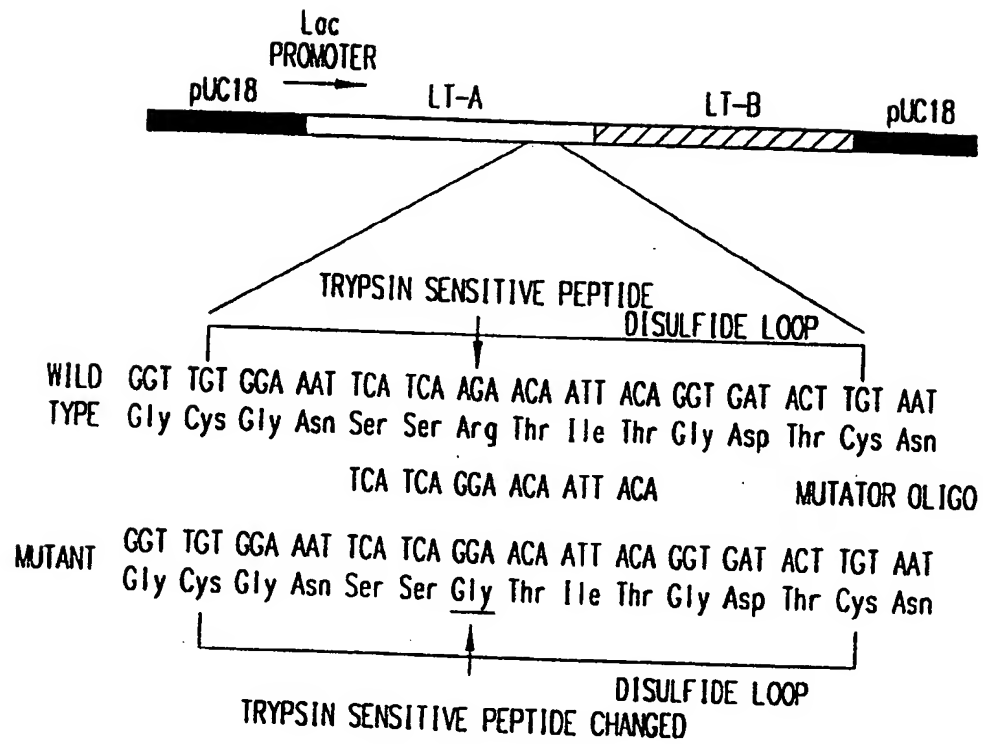 Lac
PROMOTER
pUC18
LT-A
LT-B
pUC18
TRYPSIN SENSITIVE PEPTIDE
DISULFIDE LOOP
WILD TYPE
GGT TGT GGA AAT TCA TCA AGA ACA ATT ACA GGT GAT ACT TGT AAT
Gly Cys Gly Asn Ser Ser Arg Thr Ile Thr Gly Asp Thr Cys Asn
TCA TCA GGA ACA ATT ACA
MUTATOR OLIGO
MUTANT
GGT TGT GGA AAT TCA TCA GGA ACA ATT ACA GGT GAT ACT TGT AAT
Gly Cys Gly Asn Ser Ser Gly Thr Ile Thr Gly Asp Thr Cys Asn
DISULFIDE LOOP
TRYPSIN SENSITIVE PEPTIDE CHANGED